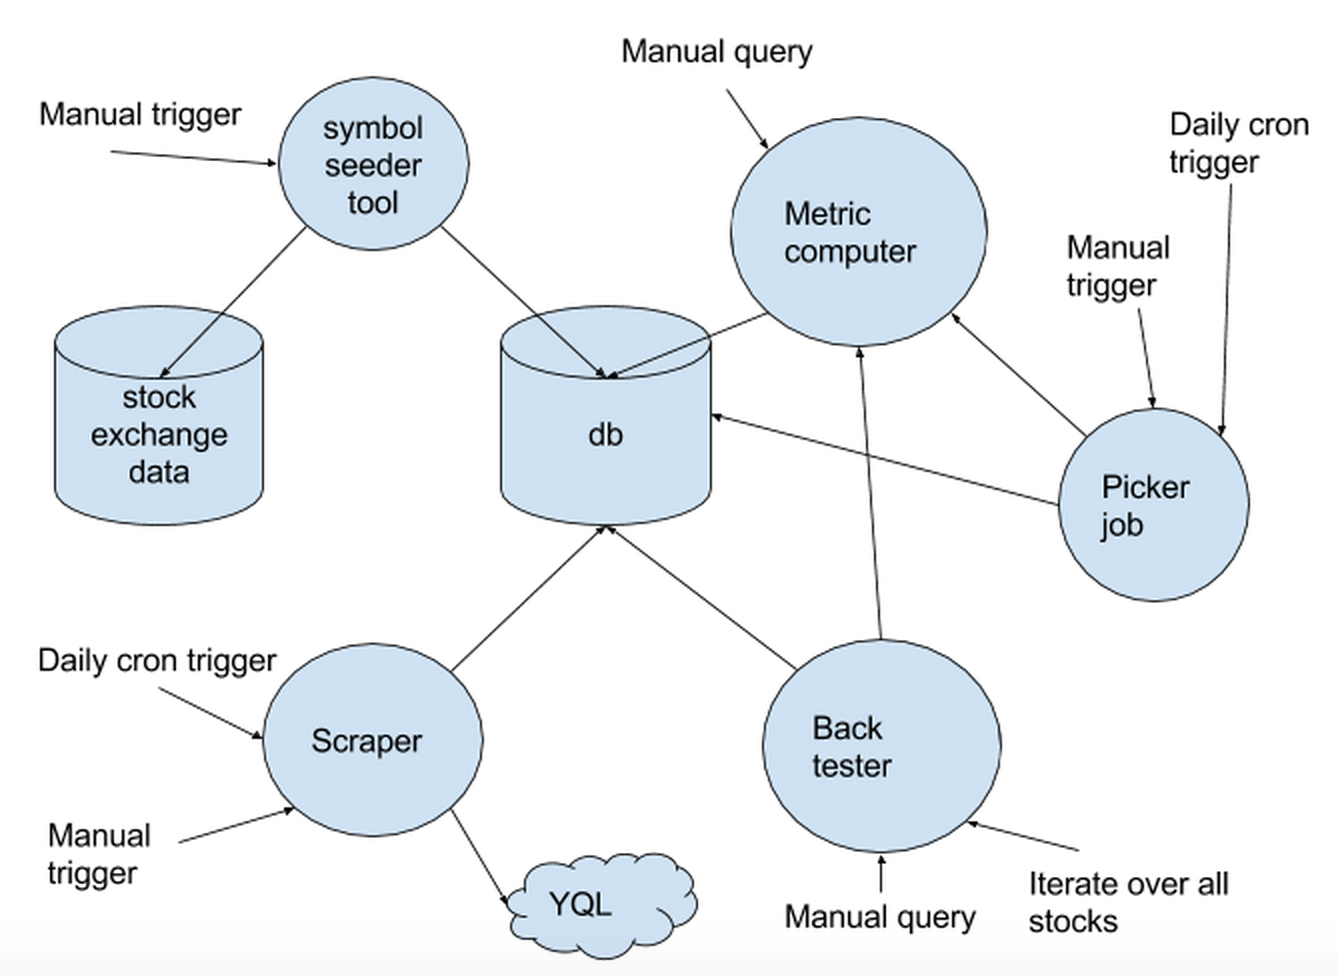 Manual query
Manual trigger
symbol
seeder
tool
Daily cron
trigger
Metric
computer
Manual
trigger
stock
exchange
data
db
Picker
job
Daily cron trigger
Scraper
Back
tester
Manual
trigger
YQL
Manual query
Iterate over all
stocks